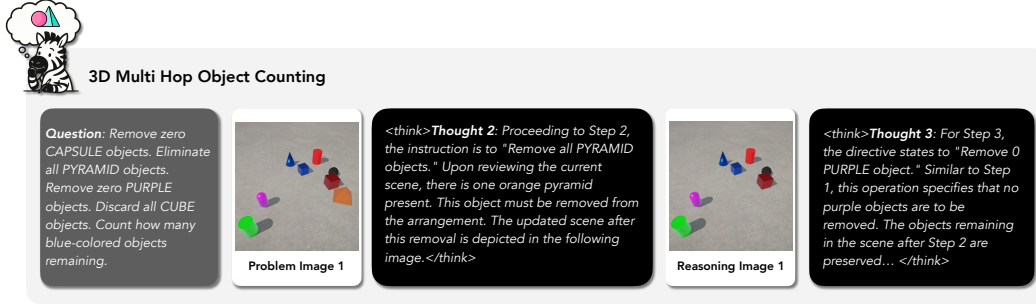 3D Multi Hop Object Counting
Question: Remove zero
CAPSULE objects. Eliminate
all PYRAMID objects.
Remove zero PURPLE
objects. Discard all CUBE
objects. Count how many
blue-colored objects
remaining.
Problem Image 1
<think>Thought 2: Proceeding to Step 2,
the instruction is to "Remove all PYRAMID
objects." Upon reviewing the current
scene, there is one orange pyramid
present. This object must be removed from
the arrangement. The updated scene after
this removal is depicted in the following
image.</think>
Reasoning Image 1
<think>Thought 3: For Step 3,
the directive states to "Remove 0
PURPLE object." Similar to Step
1, this operation specifies that no
purple objects are to be
removed. The objects remaining
in the scene after Step 2 are
preserved… </think>